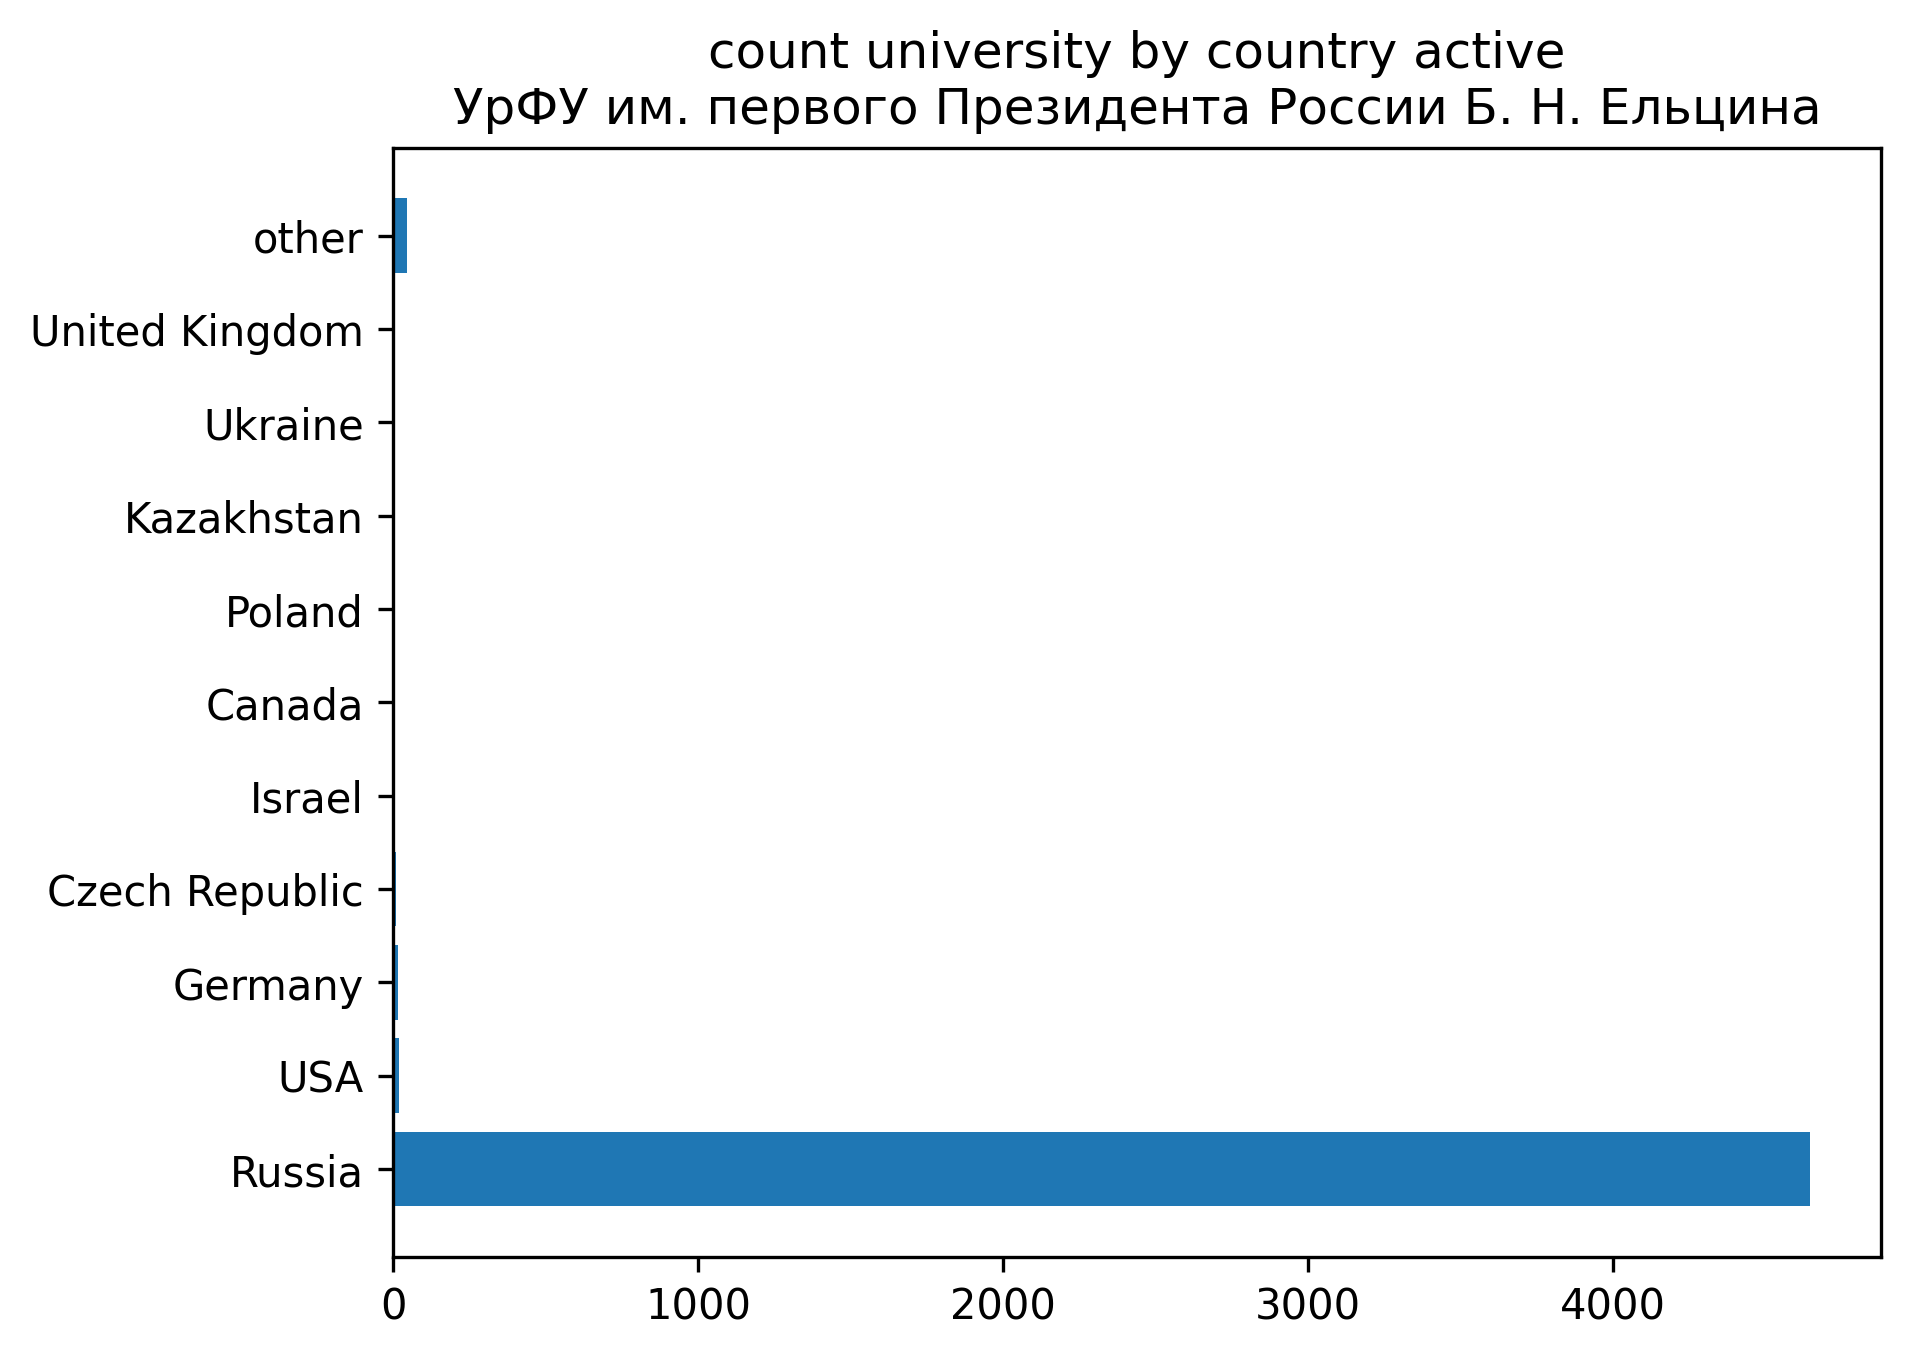 count university by country active
УрФУ им. первого Президента России Б. Н. Ельцина
other
United Kingdom
Ukraine
Kazakhstan
Poland
Canada
Israel
Czech Republic
Germany
USA
Russia
0 1000 2000 3000 4000